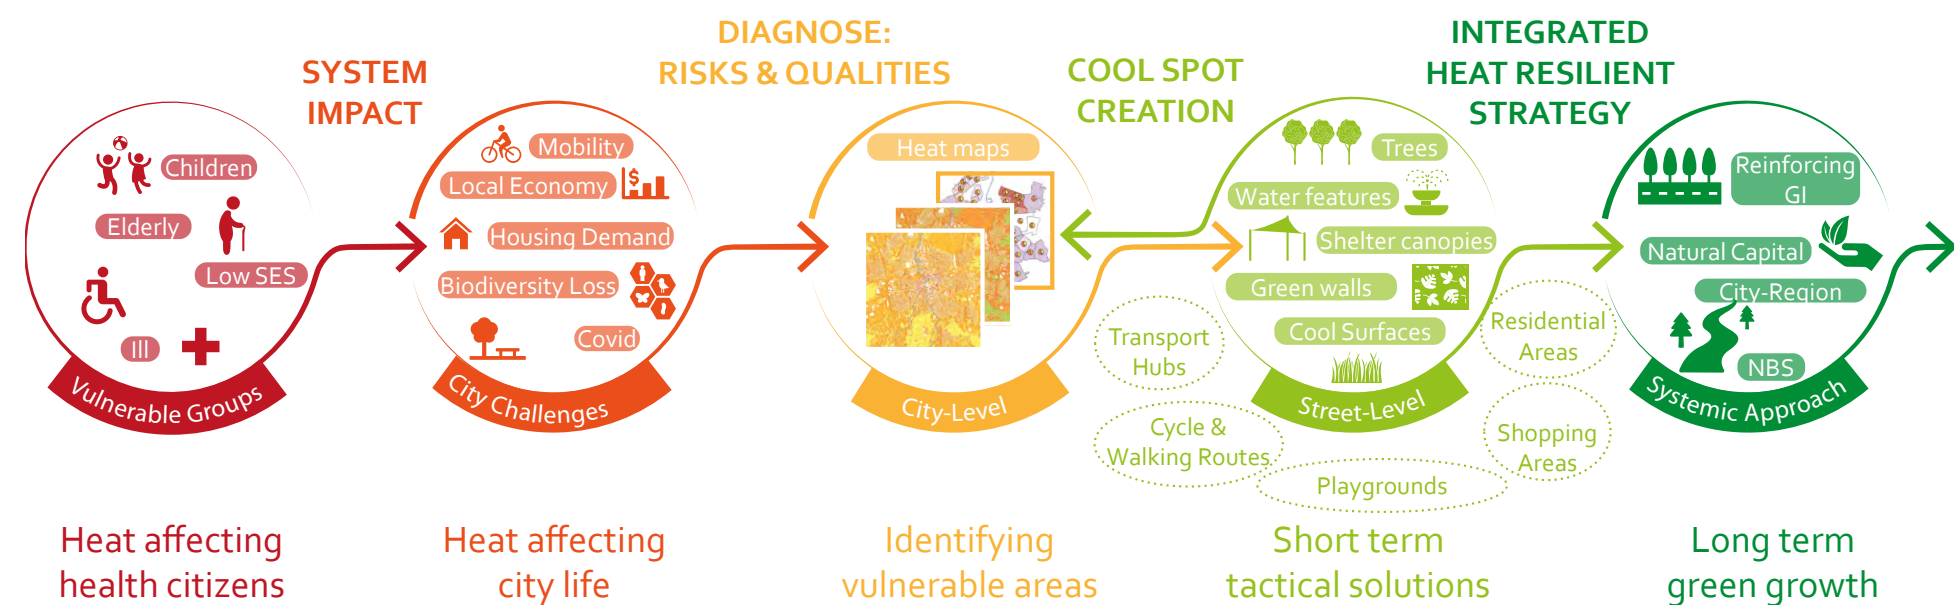 SYSTEM
IMPACT
DIAGNOSE:
RISKS & QUALITIES
COOL SPOT
CREATION
INTEGRATED
HEAT RESILIENT
STRATEGY
Children
Elderly
Low SES
Ill
Vulnerable Groups
Mobility
Local Economy
$
Housing Demand
Biodiversity Loss
Covid
City Challenges
Heat maps
City-Level
Trees
Water features
Shelter canopies
Green walls
Cool Surfaces
Street-Level
Transport
Hubs
Cycle &
Walking Routes
Playgrounds
Residential
Areas
Shopping
Areas
Reinforcing
GI
Natural Capital
City-Region
NBS
Systemic Approach
Heat affecting
health citizens
Heat affecting
city life
Identifying
vulnerable areas
Short term
tactical solutions
Long term
green growth